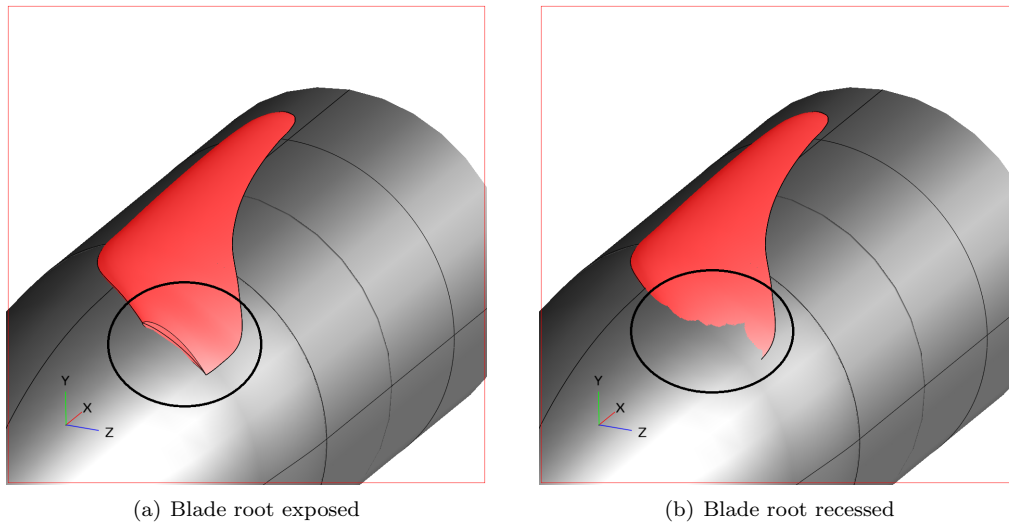 Y
X
Z
Y
X
Z
(a) Blade root exposed
(b) Blade root recessed